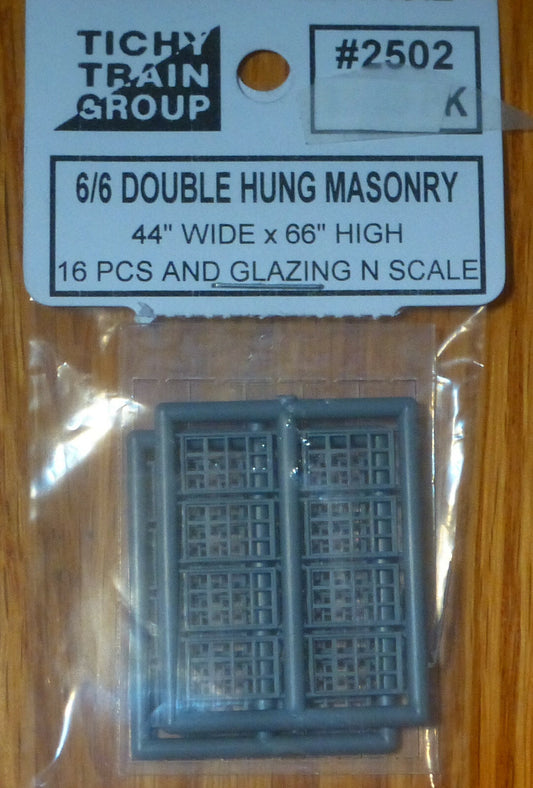 TICHY
TRAIN
GROUP
#2502
K
6/6 DOUBLE HUNG MASONRY
44" WIDE x 66" HIGH
16 PCS AND GLAZING N SCALE